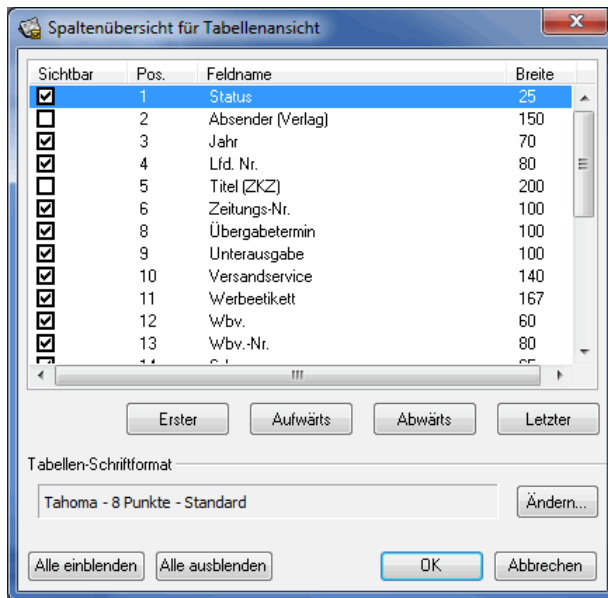 Spaltenübersicht für Tabellenansicht
Sichtbar Pos. Feldname Breite
1 Status 25
2 Absender (Verlag) 150
3 Jahr 70
4 Lfd. Nr. 80
5 Titel (ZKZ) 200
6 Zeitungs-Nr. 100
8 Übergabetermin 100
9 Unterausgabe 100
10 Versandservice 140
11 Werbeetikett 167
12 Wbv. 60
13 Wbv.-Nr. 80
Erster Aufwärts Abwärts Letzter
Tabellen-Schriftformat
Tahoma - 8 Punkte - Standard Ändern...
Alle einblenden Alle ausblenden OK Abbrechen